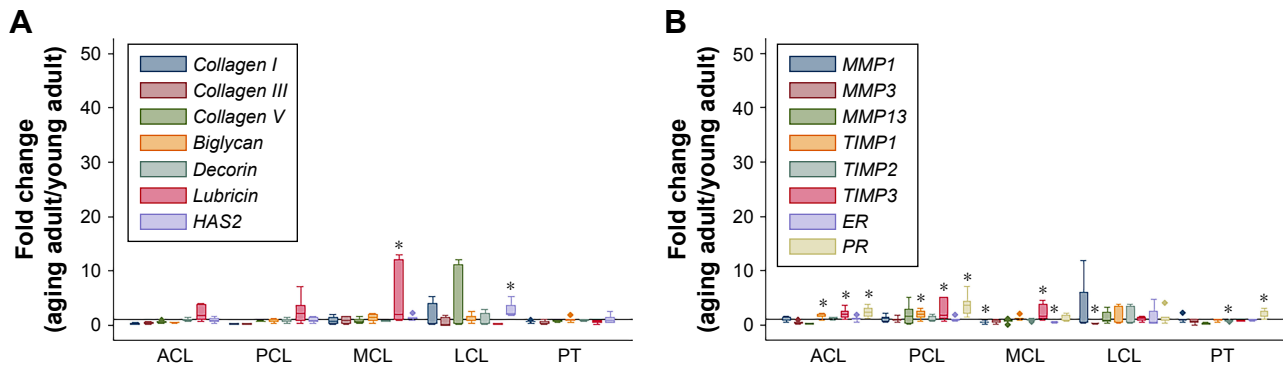 A
Fold change
(aging adult/young adult)
50
40
30
20
10
0
Collagen I
Collagen III
Collagen V
Biglycan
Decorin
Lubricin
HAS2
*
*
ACL PCL MCL LCL PT
B
Fold change
(aging adult/young adult)
50
40
30
20
10
0
MMP1
MMP3
MMP13
TIMP1
TIMP2
TIMP3
ER
PR
* * * * * * * * * * * *
ACL PCL MCL LCL PT